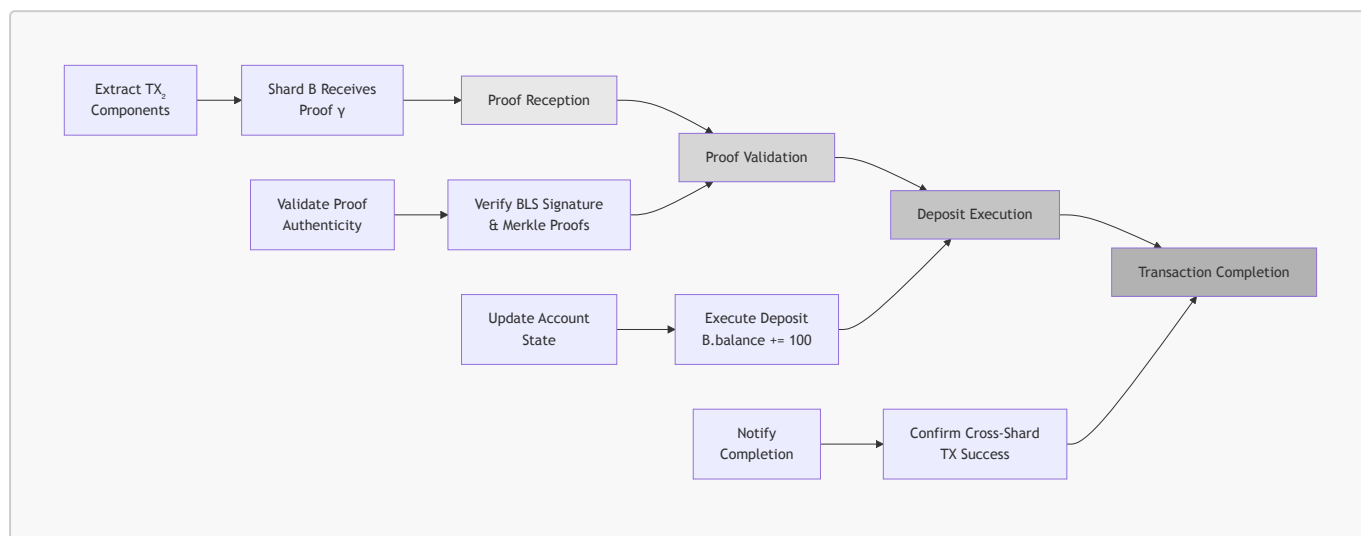 Extract TX₂
Components
Shard B Receives
Proof γ
Proof Reception
Proof Validation
Validate Proof
Authenticity
Verify BLS Signature
& Merkle Proofs
Deposit Execution
Transaction Completion
Update Account
State
Execute Deposit
B.balance += 100
Notify
Completion
Confirm Cross-Shard
TX Success